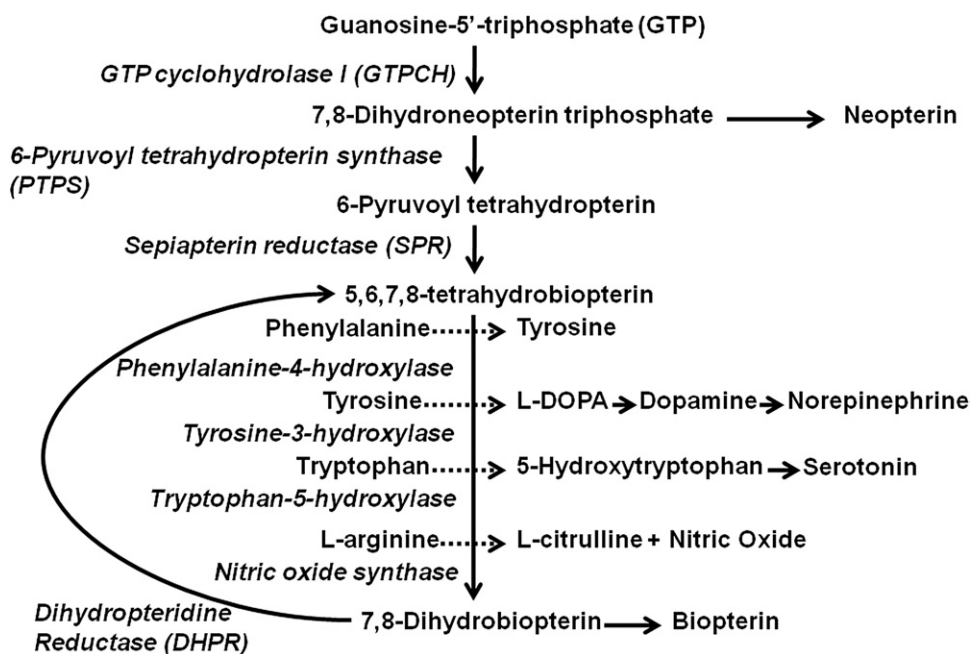 Guanosine-5’-triphosphate (GTP)
GTP cyclohydrolase I (GTPCH)
7,8-Dihydroneopterin triphosphate Neopterin
6-Pyruvoyl tetrahydropterin synthase
(PTPS)
6-Pyruvoyl tetrahydropterin
Sepiapterin reductase (SPR)
5,6,7,8-tetrahydrobiopterin
Phenylalanine Tyrosine
Phenylalanine-4-hydroxylase
Tyrosine L-DOPA Dopamine Norepinephrine
Tyrosine-3-hydroxylase
Tryptophan 5-Hydroxytryptophan Serotonin
Tryptophan-5-hydroxylase
L-arginine L-citrulline + Nitric Oxide
Nitric oxide synthase
Dihydropteridine
Reductase (DHPR)
7,8-Dihydrobiopterin Biopterin